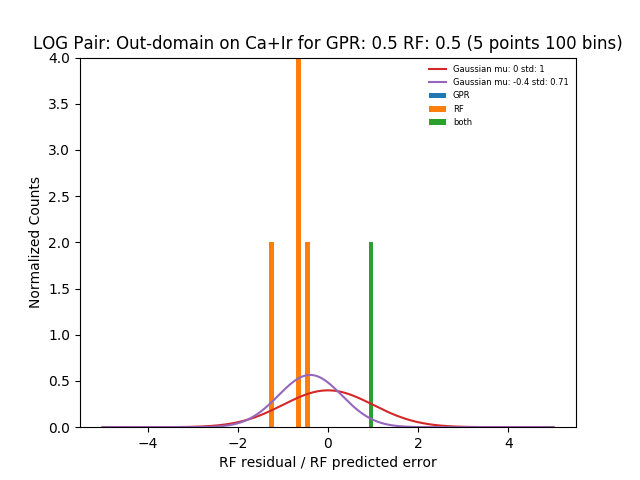 LOG Pair: Out-domain on Ca+Ir for GPR: 0.5 RF: 0.5 (5 points 100 bins)
Gaussian mu: 0 std: 1
Gaussian mu: -0.4 std: 0.71
GPR
RF
both
Normalized Counts
4.0
3.5
3.0
2.5
2.0
1.5
1.0
0.5
0.0
−4
−2
0
2
4
RF residual / RF predicted error